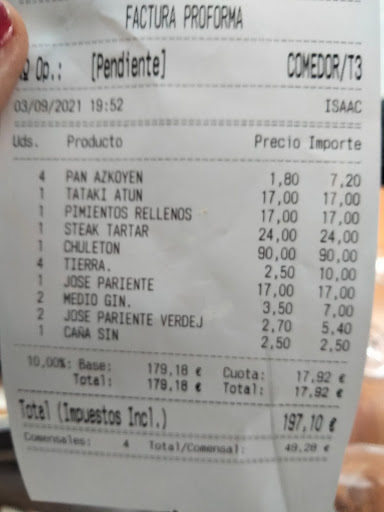 FACTURA PROFORMA
Op.: [Pendiente] COMEDOR/T3
03/09/2021 19:52 ISAAC
Uds. Producto Precio Importe
4 PAN AZKOYEN 1,80 7,20
1 TATAKI ATUN 17,00 17,00
1 PIMIENTOS RELLENOS 17,00 17,00
1 STEAK TARTAR 24,00 24,00
1 CHULETON 90,00 90,00
4 TIERRA. 2,50 10,00
1 JOSE PARIENTE 17,00 17,00
2 MEDIO GIN. 3,50 7,00
2 JOSE PARIENTE VERDEJ 2,70 5,40
1 CAÑA SIN 2,50 2,50
10,00%: Base: 179,18 € Cuota: 17,92 €
Total: 179,18 € Total: 17,92 €
Total (Impuestos Incl.) 197,10 €
Comensales: 4 Total/Comensal: 49,28 €